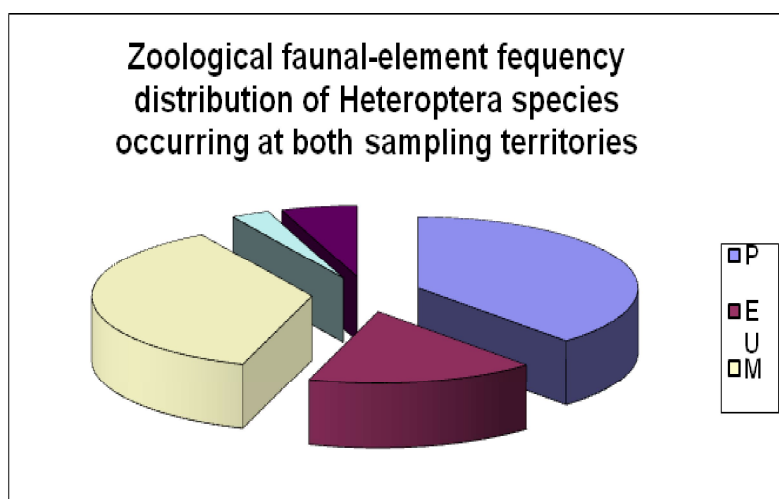 Zoological faunal-element fequency
distribution of Heteroptera species
occurring at both sampling territories
P
E
U
M